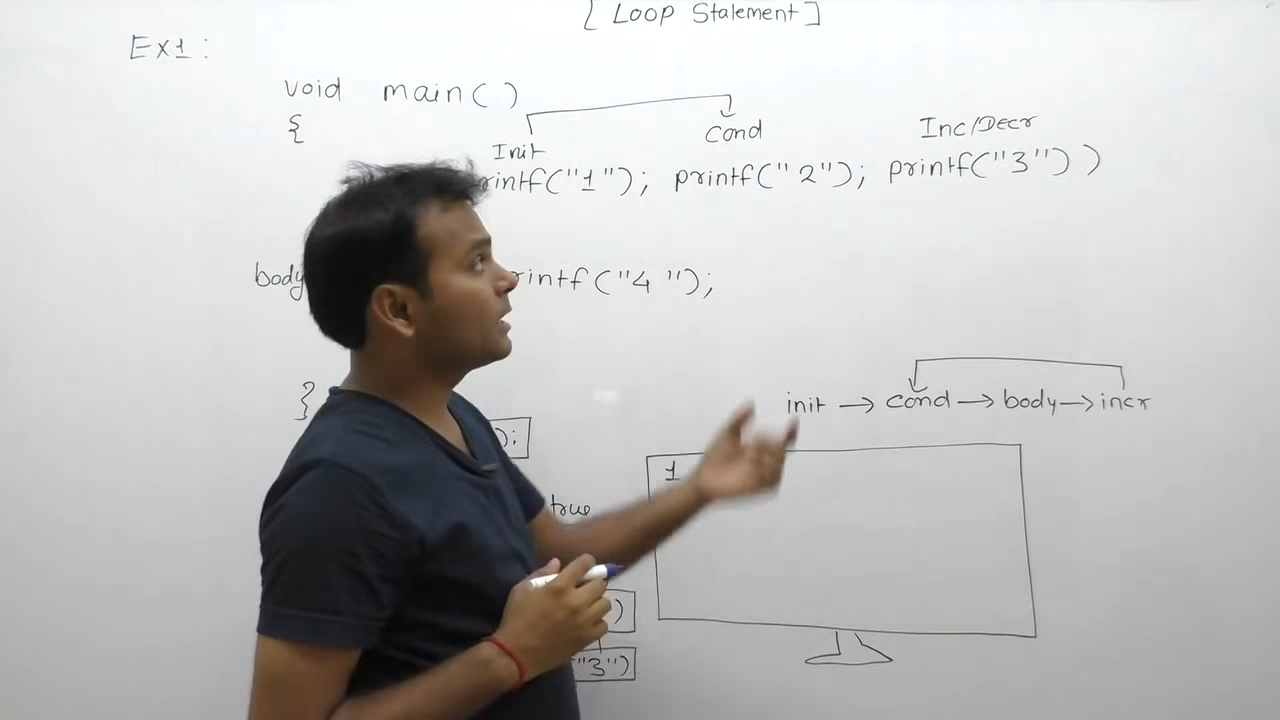 [ Loop Statement ]
Ex1 :
void main( )
{
Init Cond Inc/Decr
rintf("1"); printf("2"); printf("3") )
body rintf("4 ");
init → cond → body → incr
}
);
1
true
)
"3")